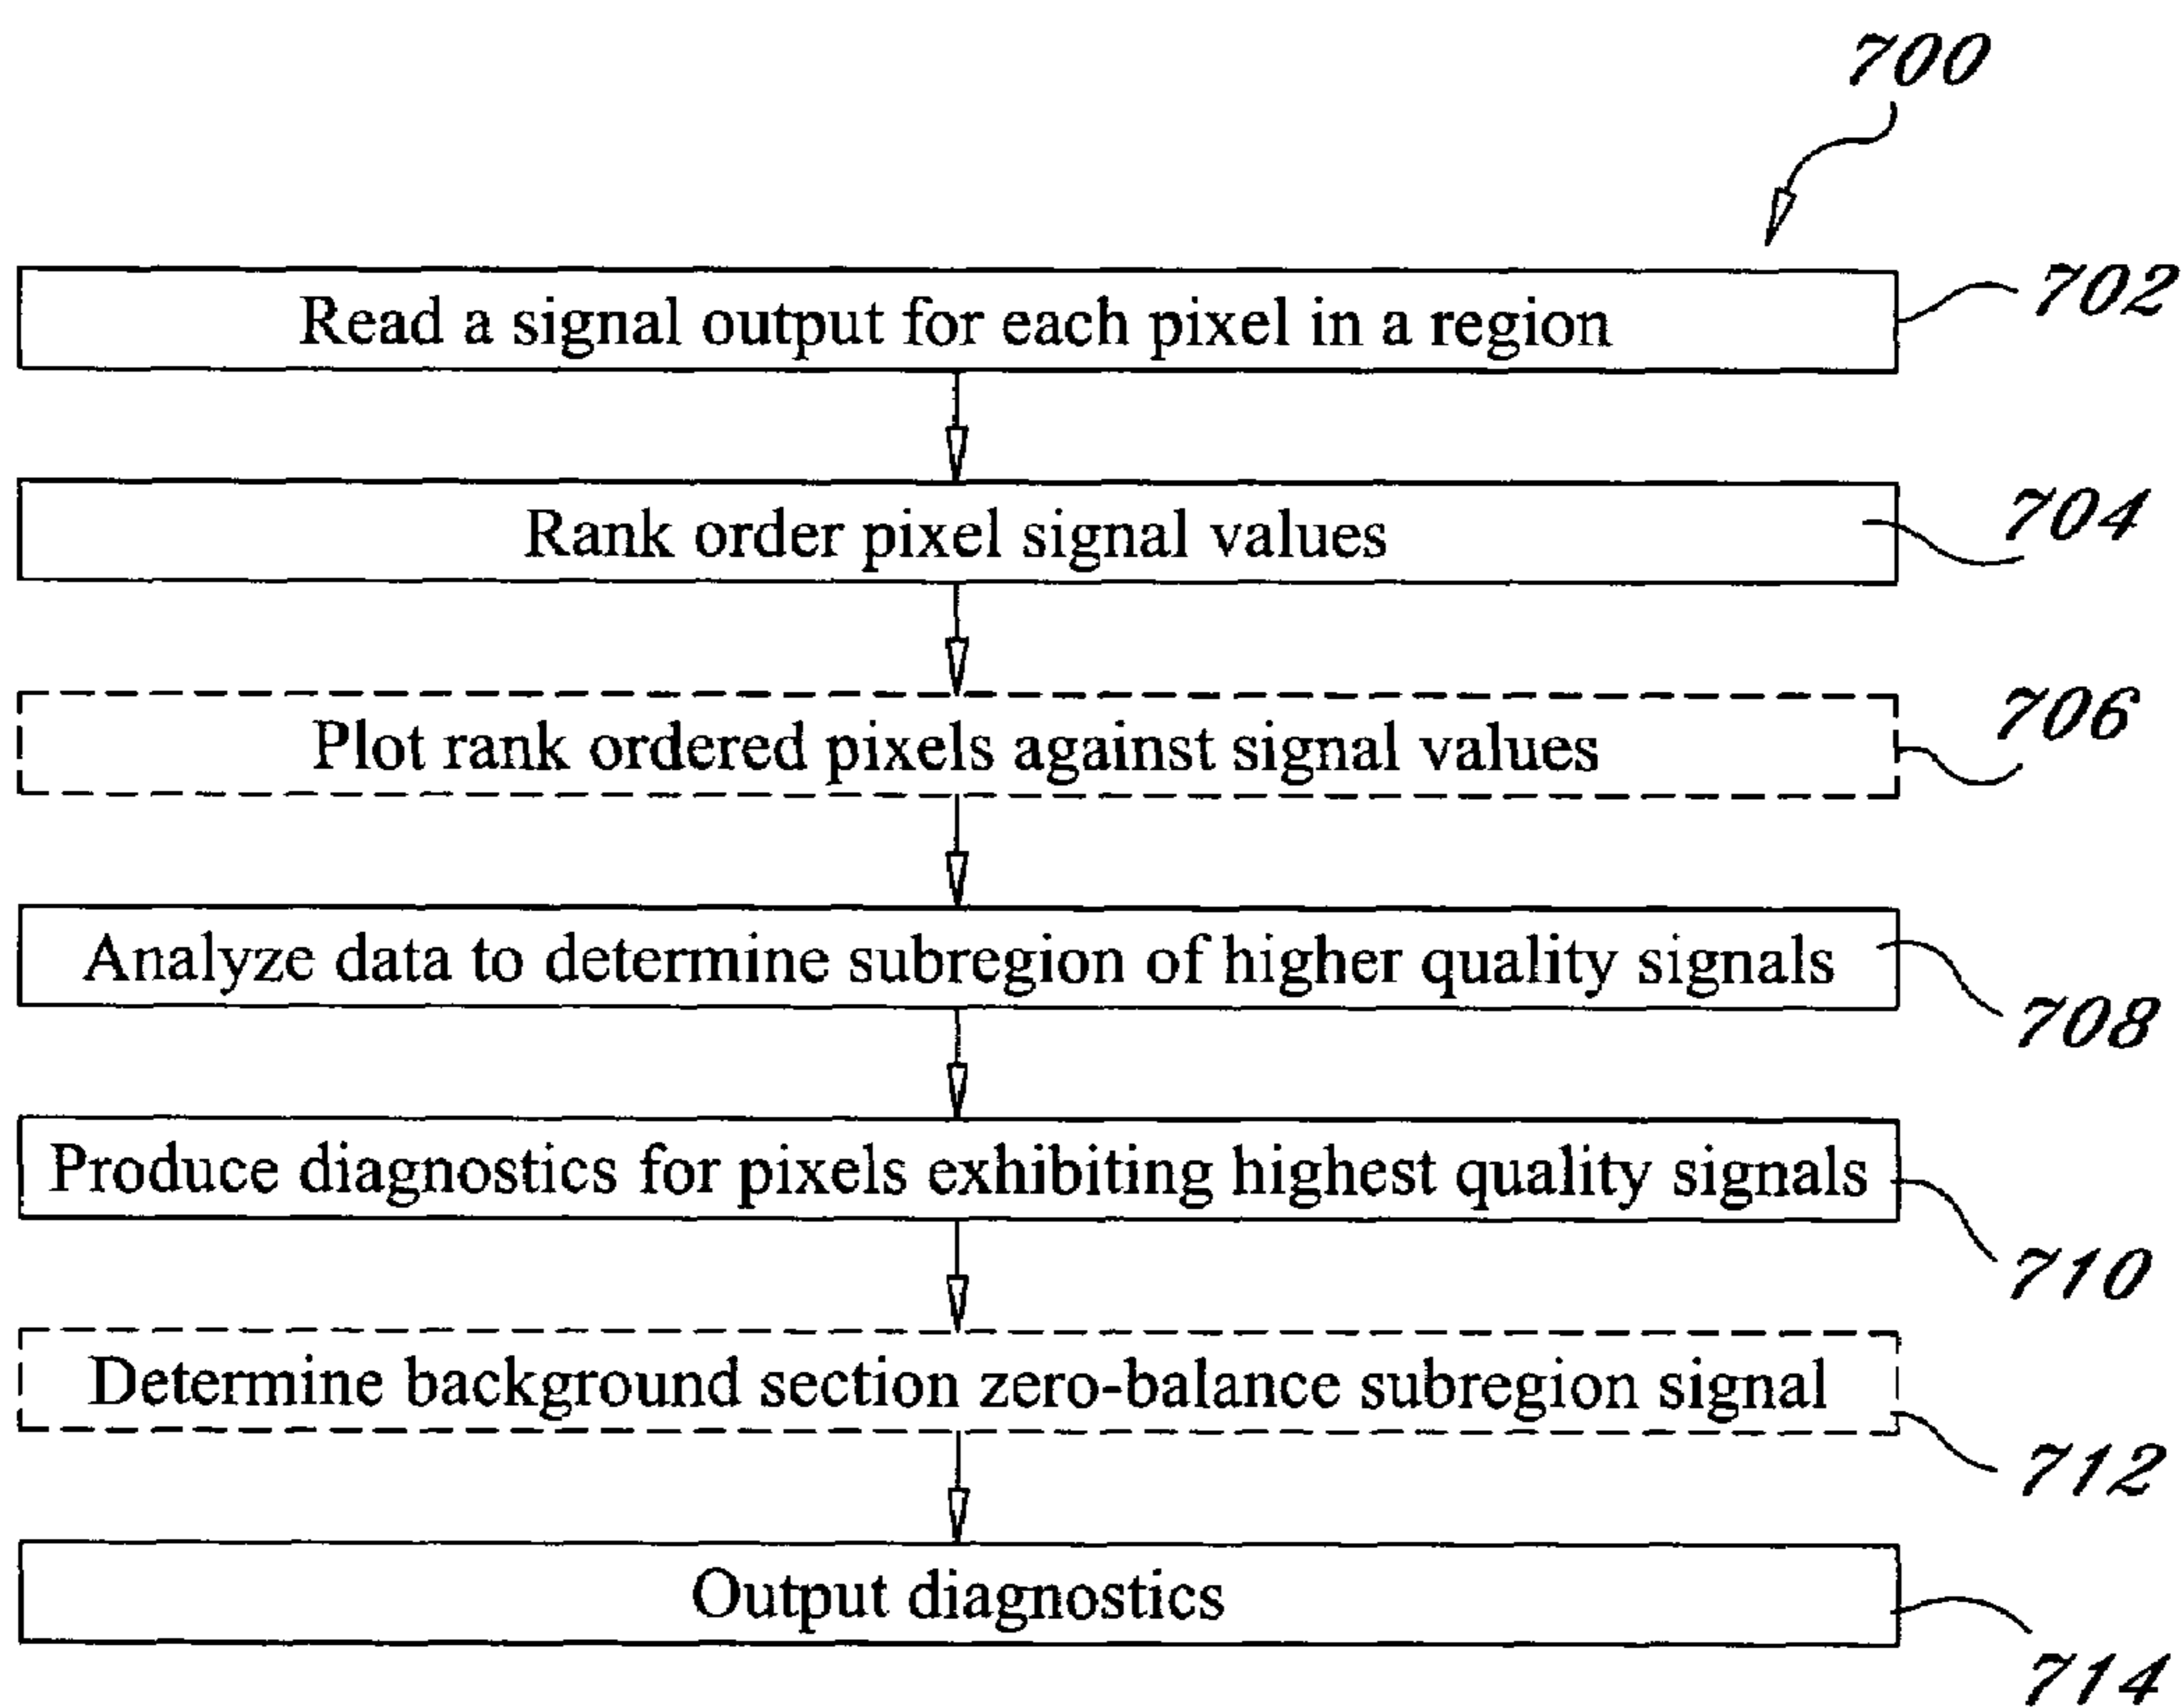 700
Read a signal output for each pixel in a region
702
Rank order pixel signal values
704
Plot rank ordered pixels against signal values
706
Analyze data to determine subregion of higher quality signals
708
Produce diagnostics for pixels exhibiting highest quality signals
710
Determine background section zero-balance subregion signal
712
Output diagnostics
714